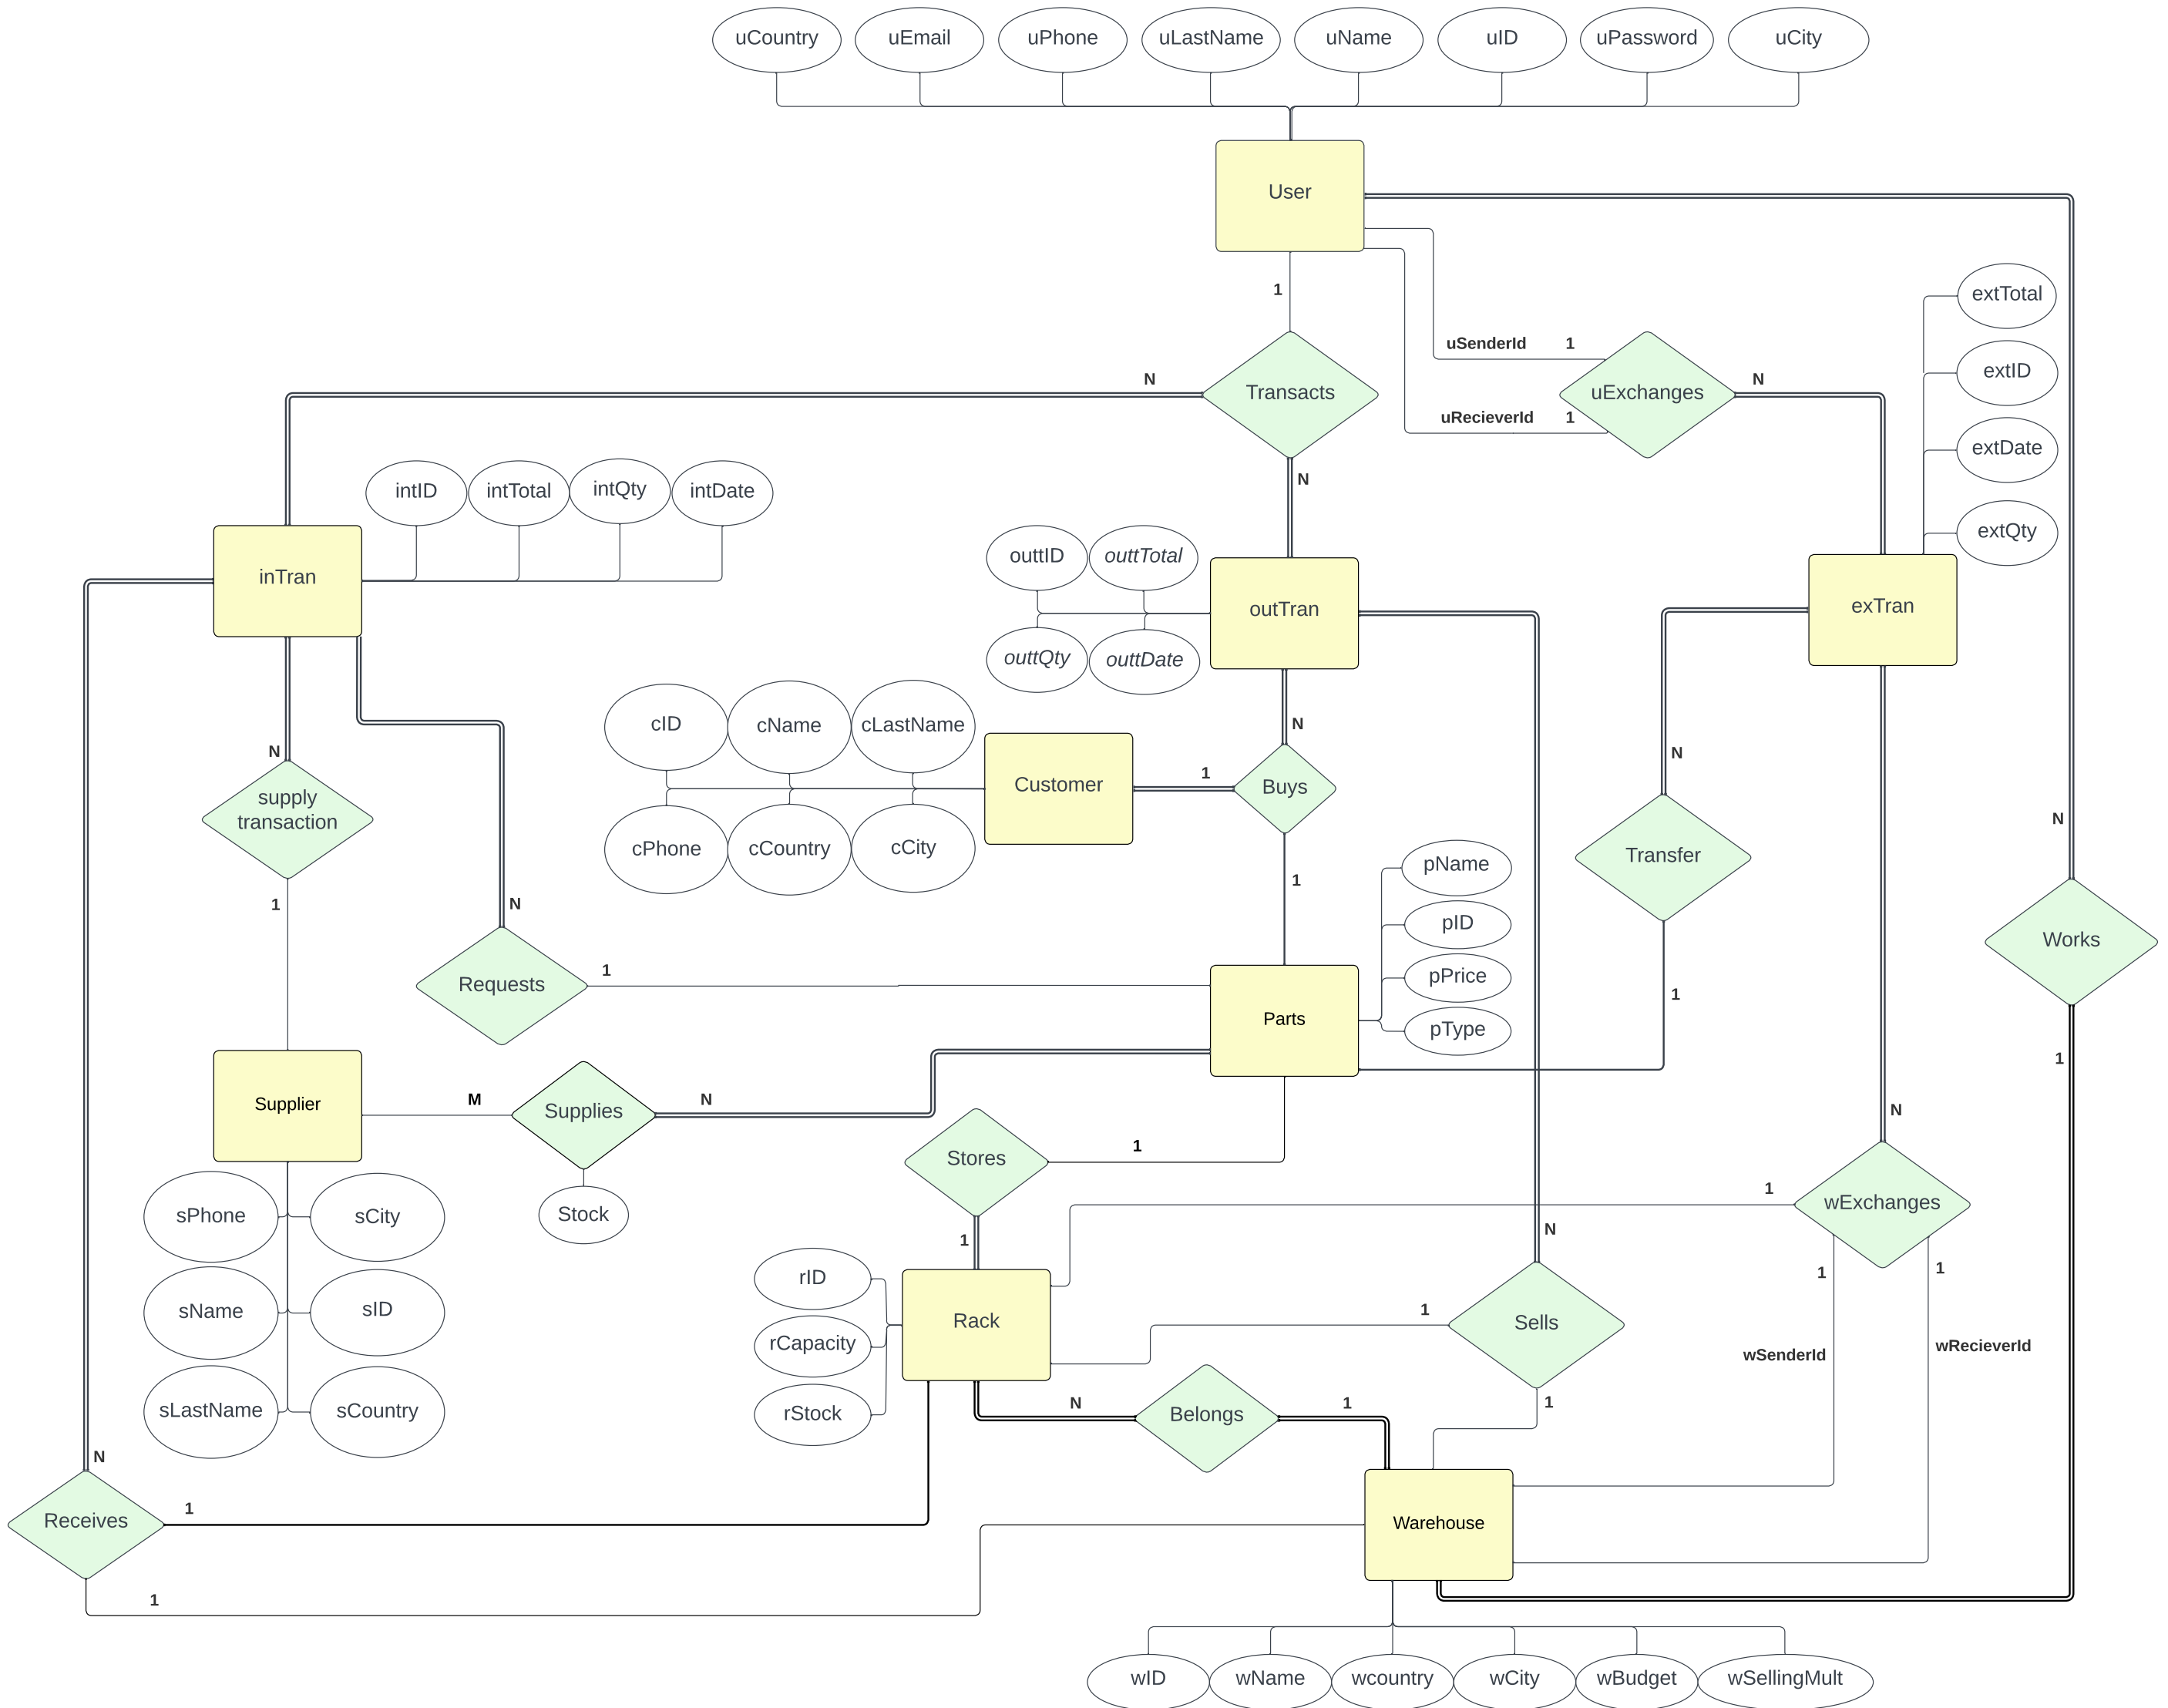 uCountry
uEmail
uPhone
uLastName
uName
uID
uPassword
uCity
User
1
uSenderId
1
uRecieverId
1
Transacts
uExchanges
N
N
N
extTotal
extID
extDate
extQty
intID
intTotal
intQty
intDate
inTran
outtID
outtTotal
outtQty
outtDate
outTran
exTran
cID
cName
cLastName
cPhone
cCountry
cCity
Customer
1
Buys
N
N
supply
transaction
1
N
Requests
1
1
pName
pID
pPrice
pType
Parts
N
Transfer
1
N
Works
1
Supplier
M
Supplies
N
Stock
Stores
1
1
sPhone
sCity
sName
sID
sLastName
sCountry
rID
rCapacity
rStock
Rack
N
wExchanges
1
1
1
wSenderId
wRecieverId
N
Sells
1
1
N
Belongs
1
N
Receives
1
1
Warehouse
wID
wName
wcountry
wCity
wBudget
wSellingMult